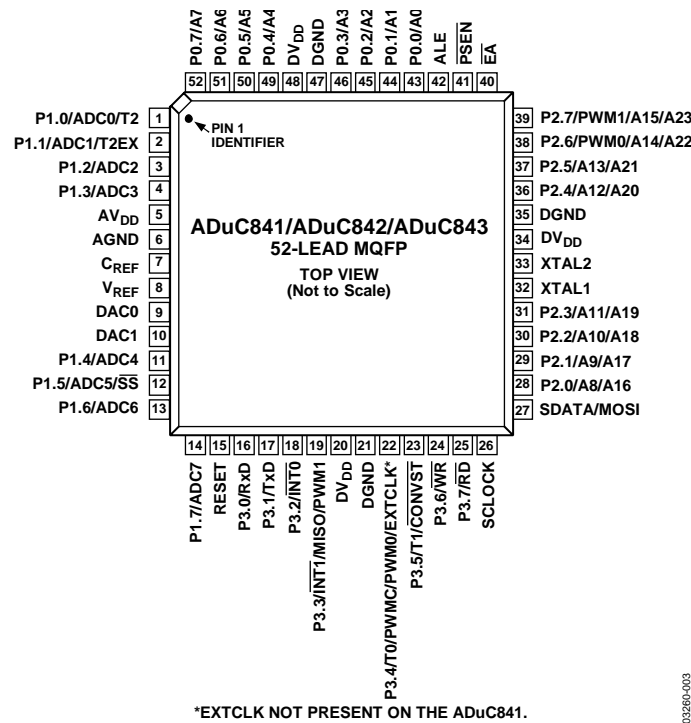 P0.7/A7
P0.6/A6
P0.5/A5
P0.4/A4
DVDD
DGND
P0.3/A3
P0.2/A2
P0.1/A1
P0.0/A0
ALE
PSEN
EA
52 51 50 49 48 47 46 45 44 43 42 41 40
P1.0/ADC0/T2 1
P1.1/ADC1/T2EX 2
P1.2/ADC2 3
P1.3/ADC3 4
AVDD 5
AGND 6
CREF 7
VREF 8
DAC0 9
DAC1 10
P1.4/ADC4 11
P1.5/ADC5/SS 12
P1.6/ADC6 13
PIN 1
IDENTIFIER
ADuC841/ADuC842/ADuC843
52-LEAD MQFP
TOP VIEW
(Not to Scale)
39 P2.7/PWM1/A15/A23
38 P2.6/PWM0/A14/A22
37 P2.5/A13/A21
36 P2.4/A12/A20
35 DGND
34 DVDD
33 XTAL2
32 XTAL1
31 P2.3/A11/A19
30 P2.2/A10/A18
29 P2.1/A9/A17
28 P2.0/A8/A16
27 SDATA/MOSI
14 15 16 17 18 19 20 21 22 23 24 25 26
P1.7/ADC7
RESET
P3.0/RxD
P3.1/TxD
P3.2/INT0
P3.3/INT1/MISO/PWM1
DVDD
DGND
P3.4/T0/PWMC/PWM0/EXTCLK*
P3.5/T1/CONVST
P3.6/WR
P3.7/RD
SCLOCK
*EXTCLK NOT PRESENT ON THE ADuC841.
03260-003